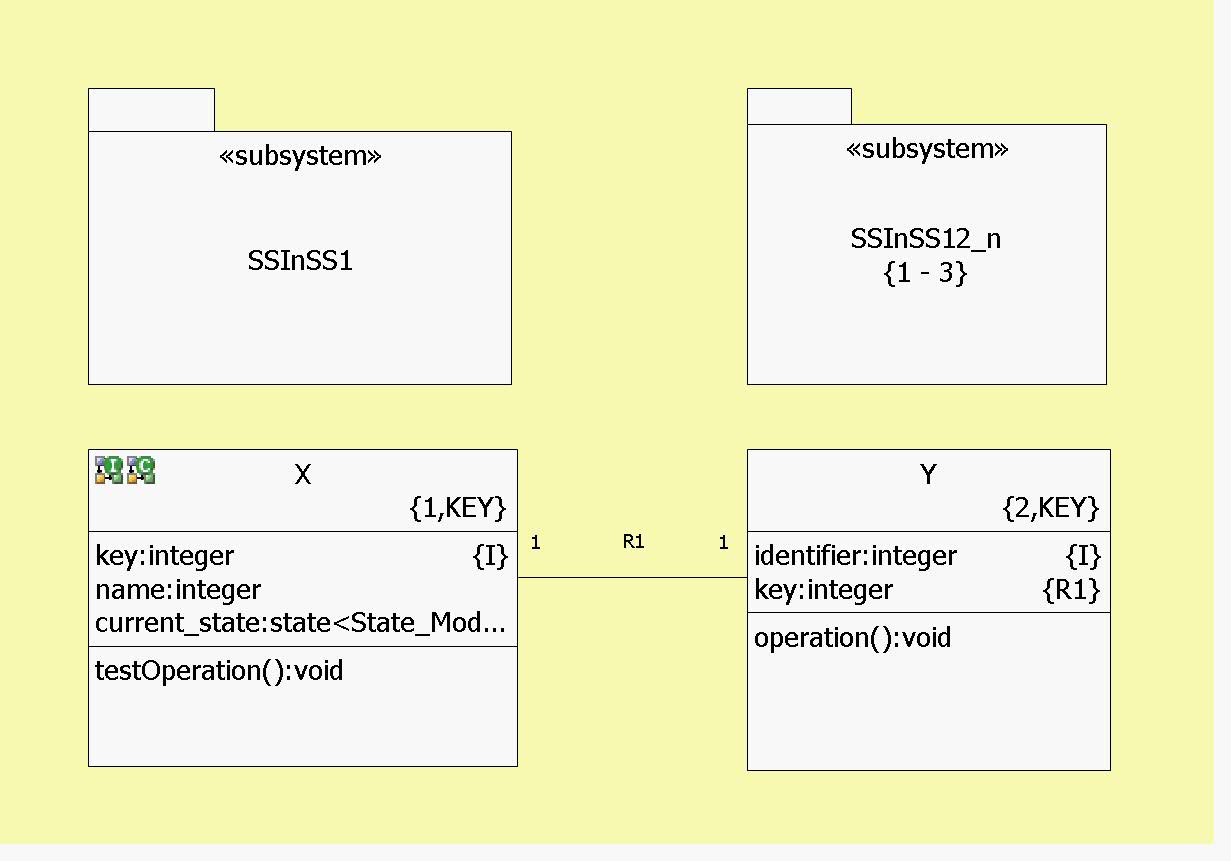 «subsystem»
SSInSS1
«subsystem»
SSInSS12_n
{1 - 3}
X
{1,KEY}
key:integer {I}
name:integer
current_state:state<State_Mod...
testOperation():void
1 R1 1
Y
{2,KEY}
identifier:integer {I}
key:integer {R1}
operation():void